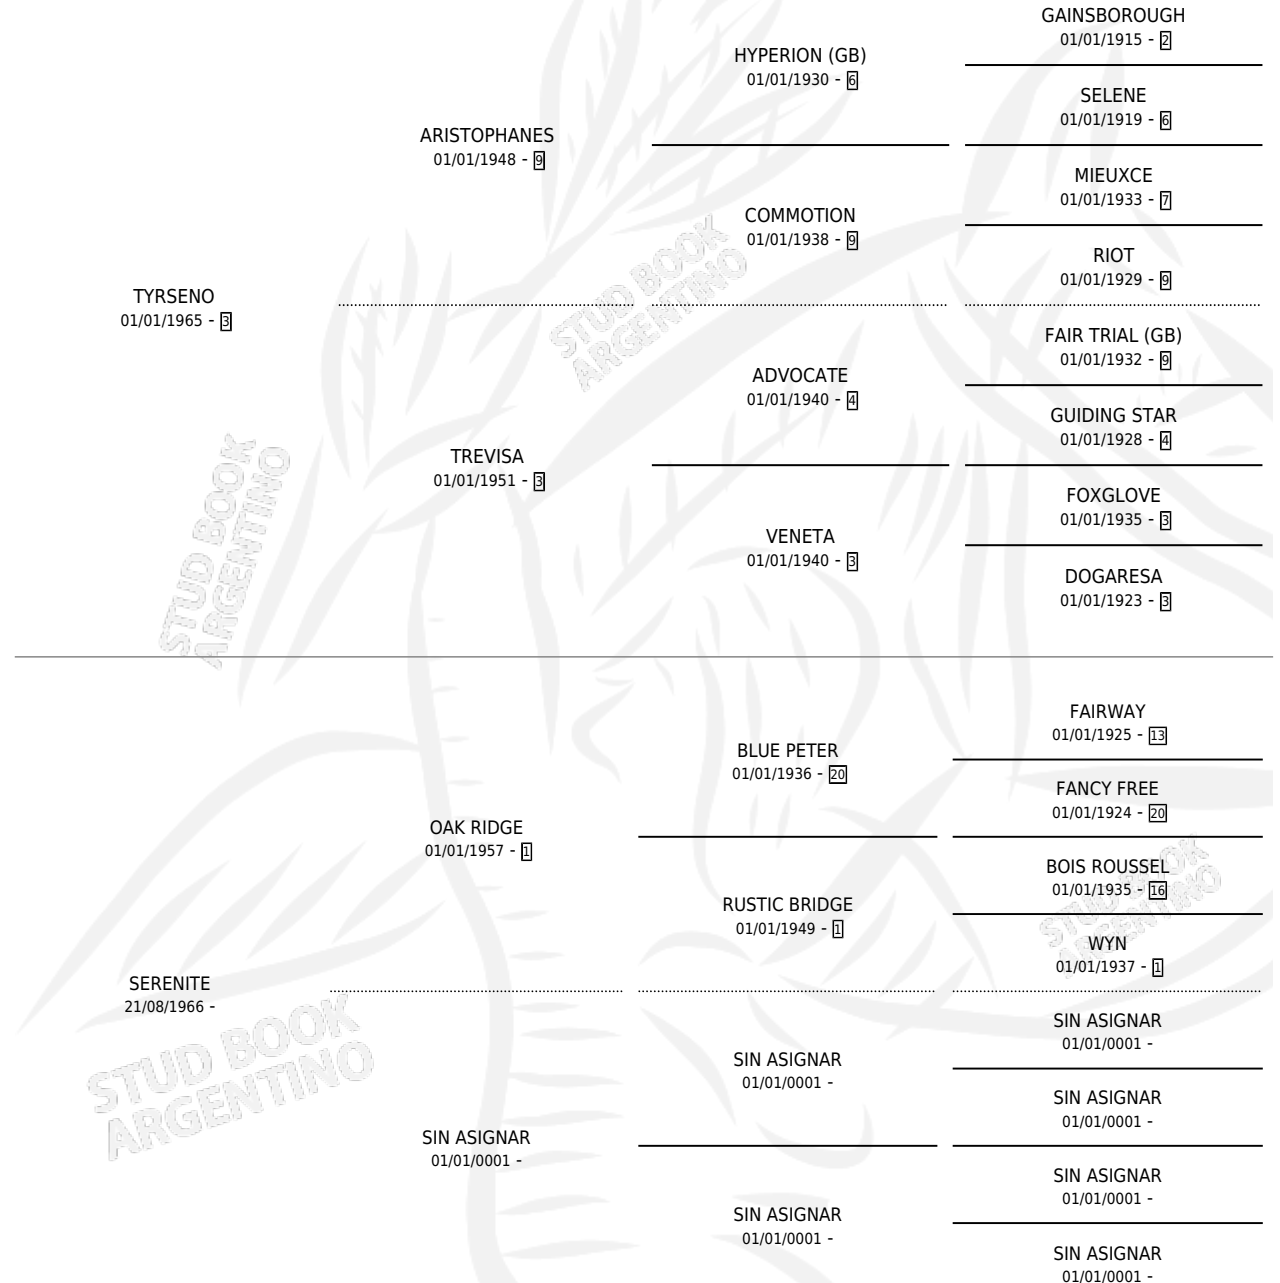 GAINSBOROUGH
01/01/1915 - 2
HYPERION (GB)
01/01/1930 - 6
SELENE
01/01/1919 - 6
ARISTOPHANES
01/01/1948 - 9
MIEUXCE
01/01/1933 - 7
COMMOTION
01/01/1938 - 9
RIOT
01/01/1929 - 9
TYRSENO
01/01/1965 - 3
FAIR TRIAL (GB)
01/01/1932 - 9
ADVOCATE
01/01/1940 - 4
GUIDING STAR
01/01/1928 - 4
TREVISA
01/01/1951 - 3
FOXGLOVE
01/01/1935 - 3
VENETA
01/01/1940 - 3
DOGARESA
01/01/1923 - 3
STUD BOOK
ARGENTINO
STUD BOOK
ARGENTINO
FAIRWAY
01/01/1925 - 13
BLUE PETER
01/01/1936 - 20
FANCY FREE
01/01/1924 - 20
OAK RIDGE
01/01/1957 - 1
BOIS ROUSSEL
01/01/1935 - 16
RUSTIC BRIDGE
01/01/1949 - 1
WYN
01/01/1937 - 1
STUD BOOK
ARGENTINO
SERENITE
21/08/1966 -
SIN ASIGNAR
01/01/0001 -
SIN ASIGNAR
01/01/0001 -
SIN ASIGNAR
01/01/0001 -
STUD BOOK
ARGENTINO
SIN ASIGNAR
01/01/0001 -
SIN ASIGNAR
01/01/0001 -
SIN ASIGNAR
01/01/0001 -
SIN ASIGNAR
01/01/0001 -